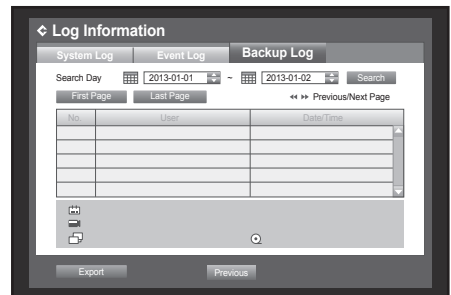 Log Information
System Log Event Log Backup Log
Search Day 2013-01-01 ~ 2013-01-02 Search
First Page Last Page Previous/Next Page
No. User Date/Time
Export Previous